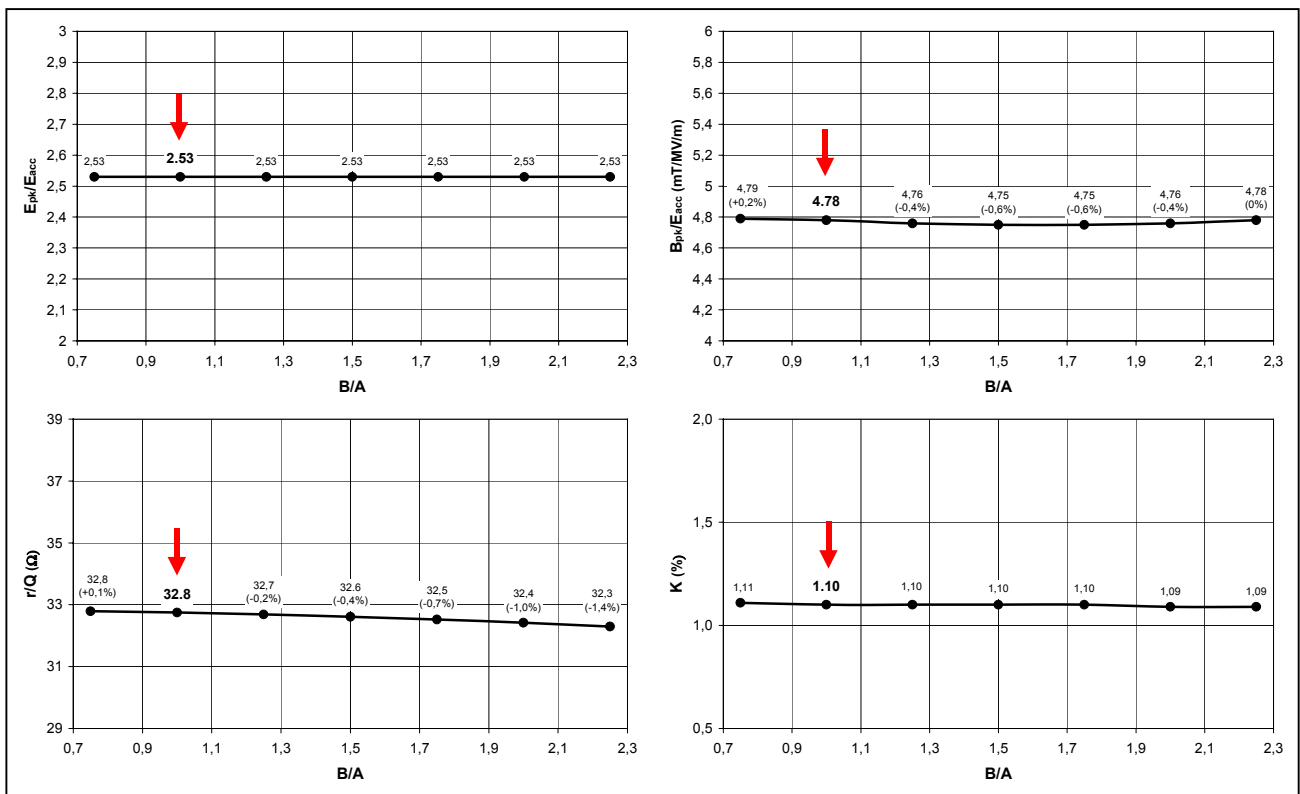 3
2,9
2,8
2,7
2,6
2,5
2,4
2,3
2,2
2,1
2
Epk/Eacc
2,53 2.53 2,53 2,53 2,53 2,53 2,53
0,7 0,9 1,1 1,3 1,5 1,7 1,9 2,1 2,3
B/A
6
5,8
5,6
5,4
5,2
5
4,8
4,6
4,4
4,2
4
Bpk/Eacc (mT/MV/m)
4,79 4.78 4,76 4,75 4,75 4,76 4,78
(+0,2%) (-0,4%) (-0,6%) (-0,6%) (-0,4%) (0%)
0,7 0,9 1,1 1,3 1,5 1,7 1,9 2,1 2,3
B/A
39
37
35
33
31
29
r/Q (Ω)
32,8 32.8 32,7 32,6 32,5 32,4 32,3
(+0,1%) (-0,2%) (-0,4%) (-0,7%) (-1,0%) (-1,4%)
0,7 0,9 1,1 1,3 1,5 1,7 1,9 2,1 2,3
B/A
2,0
1,5
1,0
0,5
K (%)
1,11 1.10 1,10 1,10 1,10 1,09 1,09
0,7 0,9 1,1 1,3 1,5 1,7 1,9 2,1 2,3
B/A